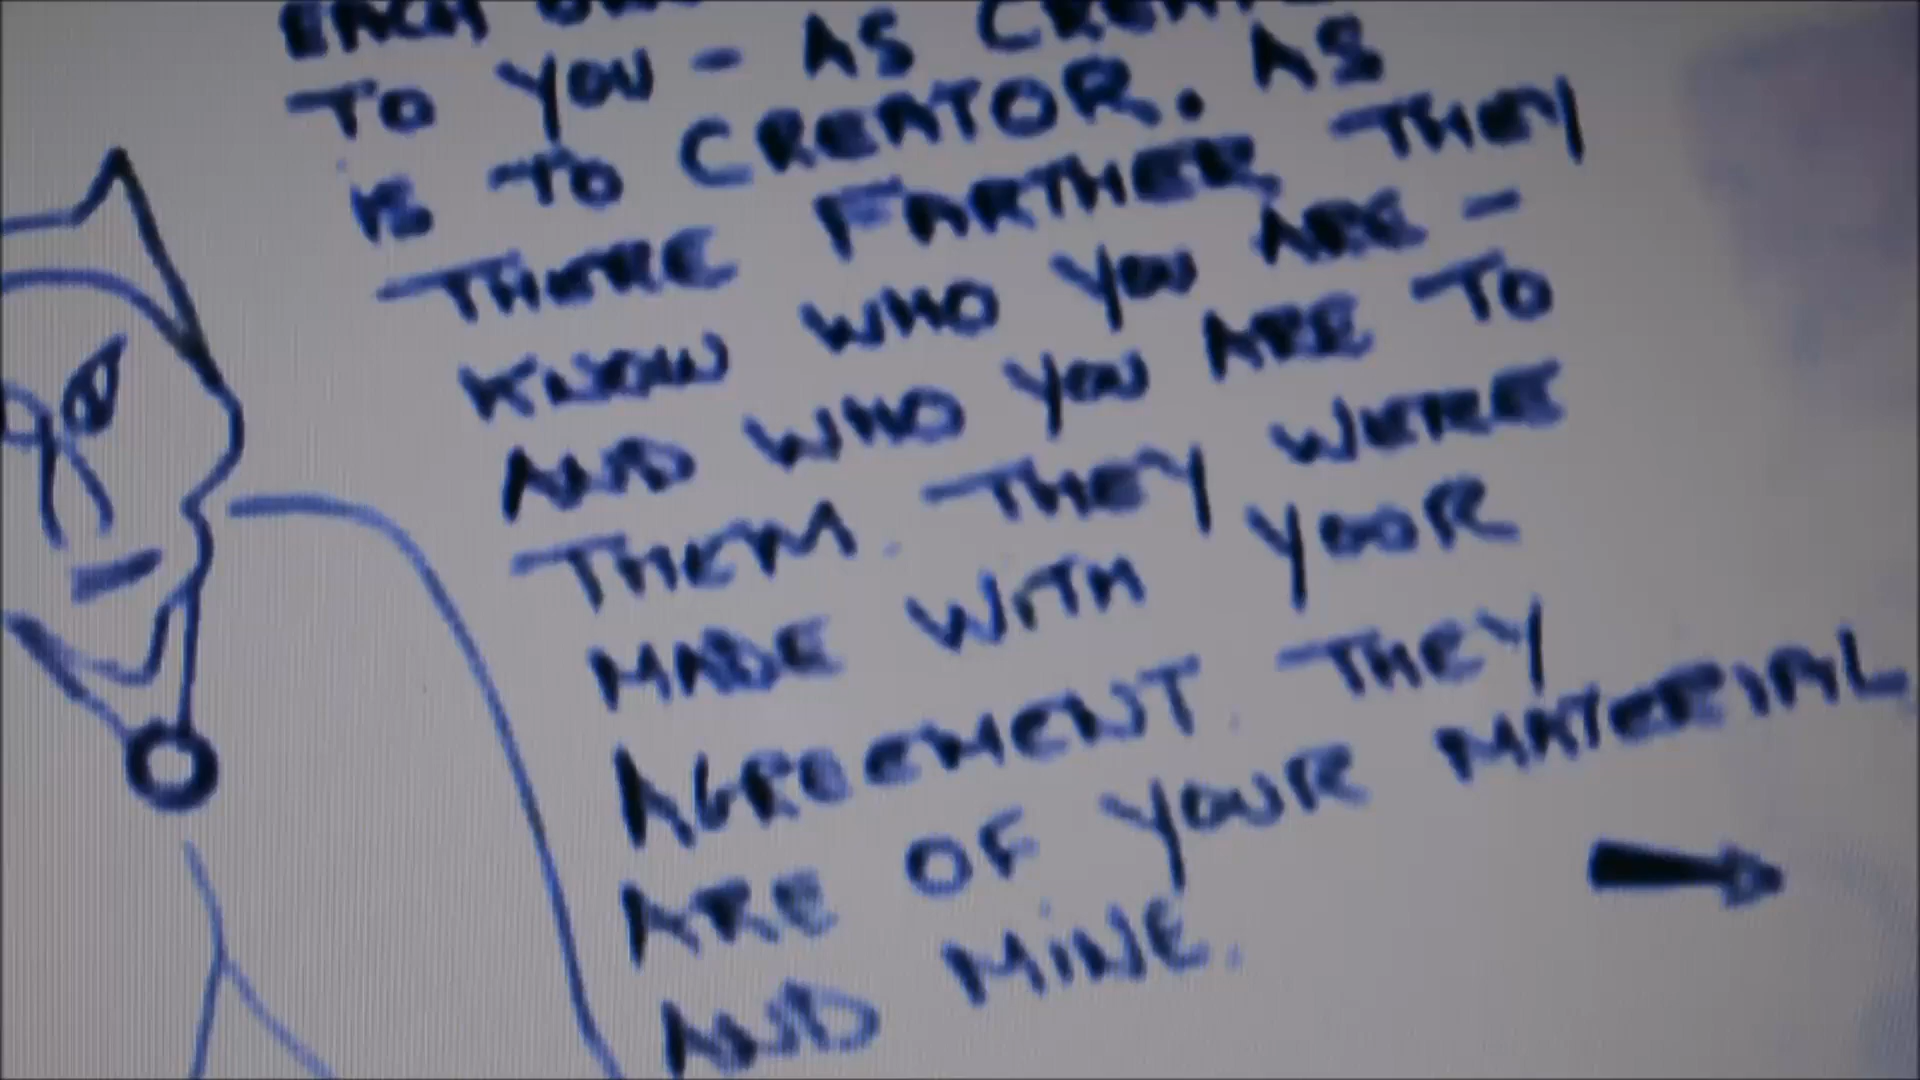 EACH
TO YOU - AS
IS TO CREATOR. AS
THERE FARTHER THEY
KNOW WHO YOU ARE -
AND WHO YOU ARE TO
THEM. THEY WERE
MADE WITH YOUR
AGREEMENT. THEY
ARE OF YOUR MATERIAL
AND MINE.